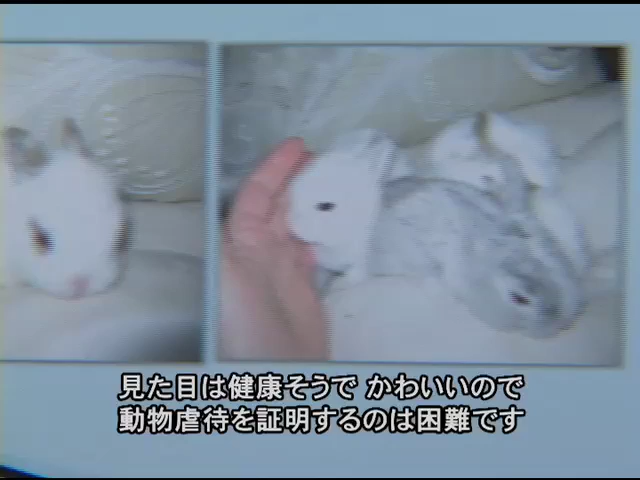 見た目は健康そうで かわいいので
動物虐待を証明するのは困難です